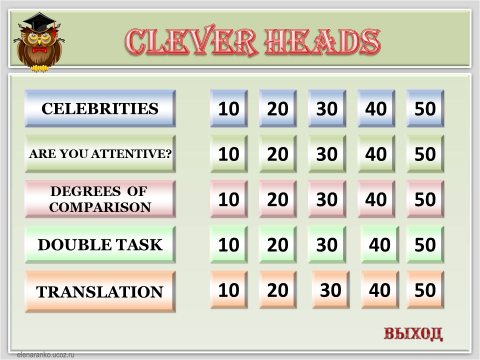 CLEVER HEADS
CELEBRITIES 10 20 30 40 50
ARE YOU ATTENTIVE? 10 20 30 40 50
DEGREES OF
COMPARISON 10 20 30 40 50
DOUBLE TASK 10 20 30 40 50
TRANSLATION 10 20 30 40 50
ВЫХОД
elenaranko.ucoz.ru